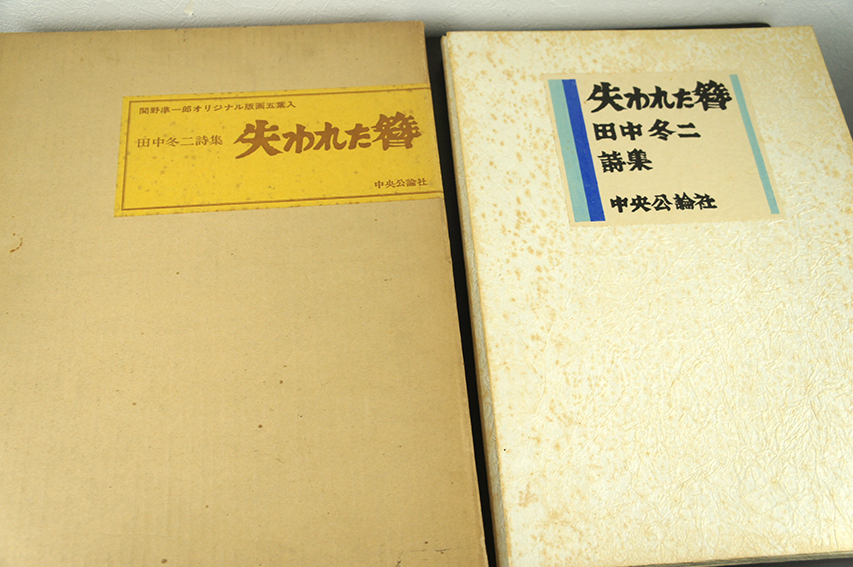 関野準一郎オリジナル版画五葉入
田中冬二詩集 失われた簪
中央公論社
失われた簪
田中冬二
詩集
中央公論社